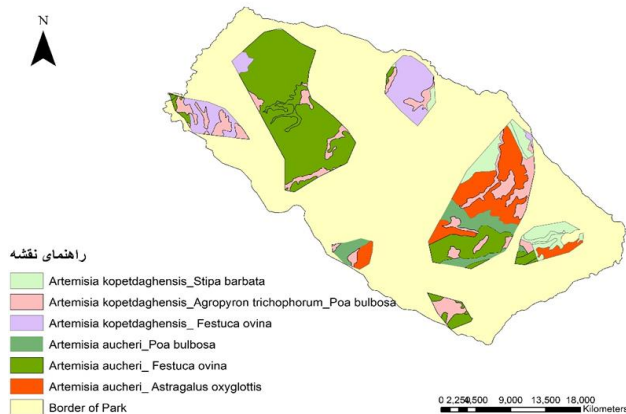 N
راهنمای نقشه
Artemisia kopetdaghensis_Stipa barbata
Artemisia kopetdaghensis_Agropyron trichophorum_Poa bulbosa
Artemisia kopetdaghensis_ Festuca ovina
Artemisia aucheri_Poa bulbosa
Artemisia aucheri_ Festuca ovina
Artemisia aucheri_ Astragalus oxyglottis
Border of Park
0 2,250 4,500 9,000 13,500 18,000
Kilometers